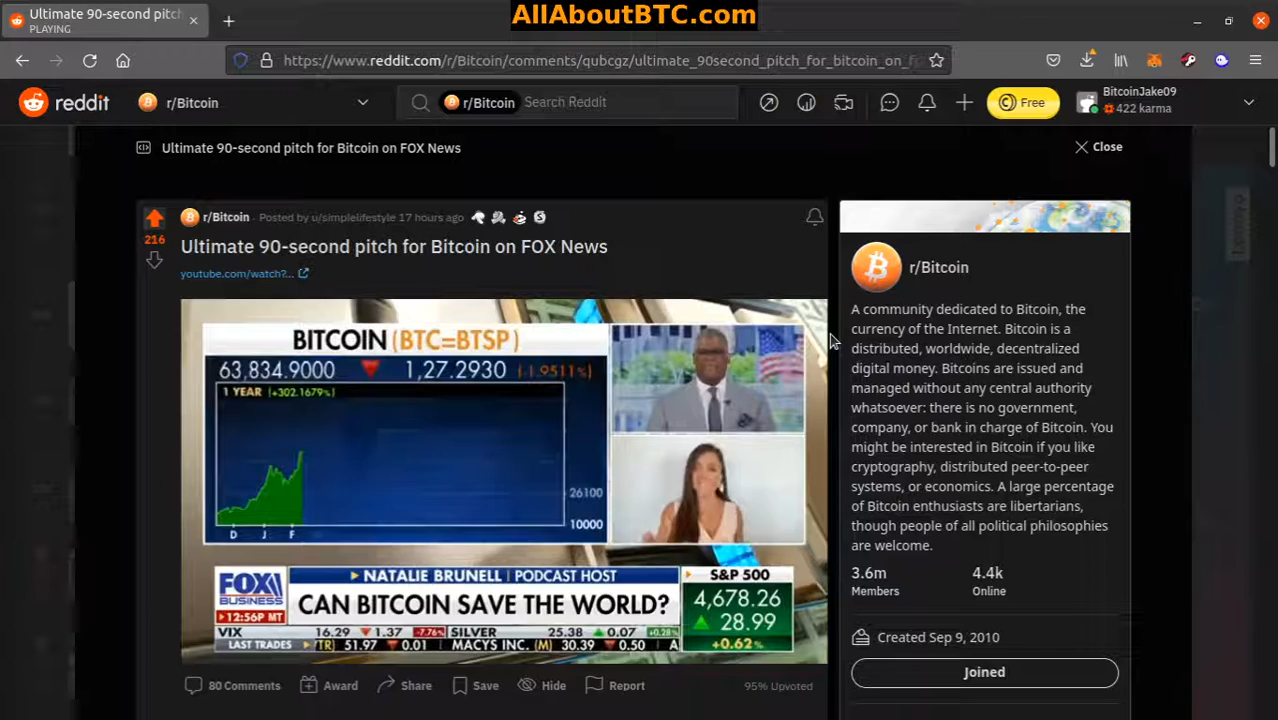 AllAboutBTC.com
Ultimate 90-second pitch
PLAYING
https://www.reddit.com/r/Bitcoin/comments/qubcgz/ultimate_90second_pitch_for_bitcoin_on_f
reddit
r/Bitcoin
r/Bitcoin Search Reddit
Free
BitcoinJake09
422 karma
Ultimate 90-second pitch for Bitcoin on FOX News
Close
216
r/Bitcoin · Posted by u/simplelifestyle 17 hours ago
Ultimate 90-second pitch for Bitcoin on FOX News
youtube.com/watch?...
BITCOIN (BTC=BTSP)
63,834.9000 1,27.2930 (-1.9511%)
1 YEAR (+302.1679%)
26100
10000
D J F
FOX
BUSINESS
12:56P MT
NATALIE BRUNELL | PODCAST HOST
CAN BITCOIN SAVE THE WORLD?
S&P 500
4,678.26
28.99
+0.62%
VIX 16.29 1.37 -7.76% SILVER 25.38 0.07 +0.28%
LAST TRADES (TR) 51.97 0.01 MACYS INC. (M) 30.39 0.50 A
80 Comments
Award
Share
Save
Hide
Report
95% Upvoted
r/Bitcoin
A community dedicated to Bitcoin, the
currency of the Internet. Bitcoin is a
distributed, worldwide, decentralized
digital money. Bitcoins are issued and
managed without any central authority
whatsoever: there is no government,
company, or bank in charge of Bitcoin. You
might be interested in Bitcoin if you like
cryptography, distributed peer-to-peer
systems, or economics. A large percentage
of Bitcoin enthusiasts are libertarians,
though people of all political philosophies
are welcome.
3.6m 4.4k
Members Online
Created Sep 9, 2010
Joined